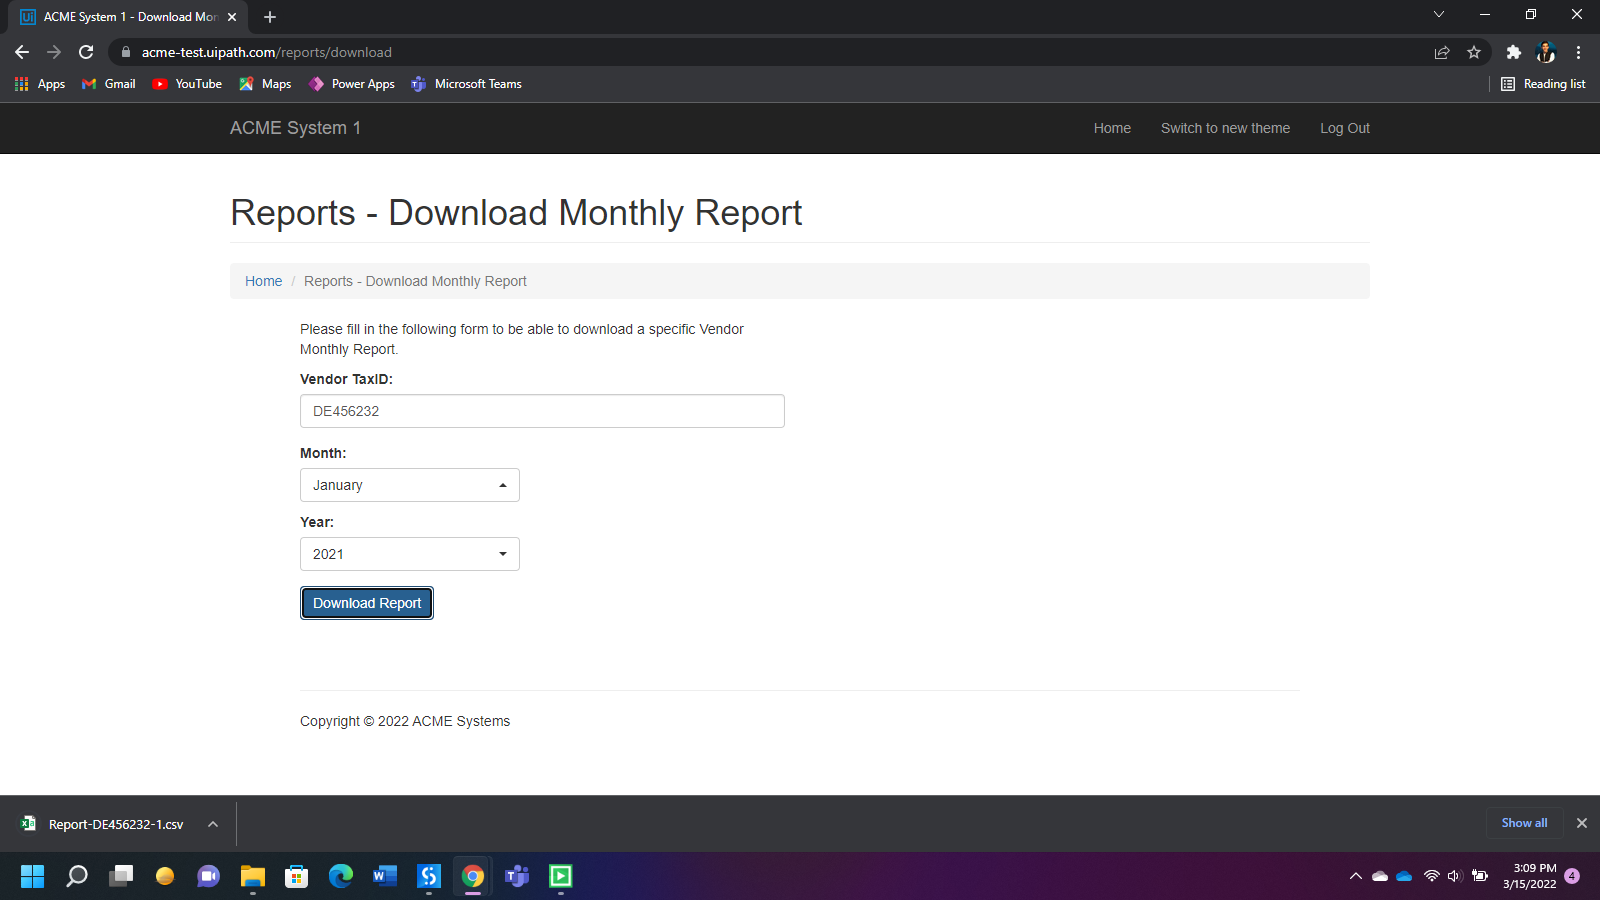 Ui ACME System 1 - Download Mon
acme-test.uipath.com/reports/download
Apps Gmail YouTube Maps Power Apps Microsoft Teams Reading list
ACME System 1 Home Switch to new theme Log Out
Reports - Download Monthly Report
Home / Reports - Download Monthly Report
Please fill in the following form to be able to download a specific Vendor
Monthly Report.
Vendor TaxID:
DE456232
Month:
January
Year:
2021
Download Report
Copyright © 2022 ACME Systems
Report-DE456232-1.csv Show all
3:09 PM
3/15/2022 4